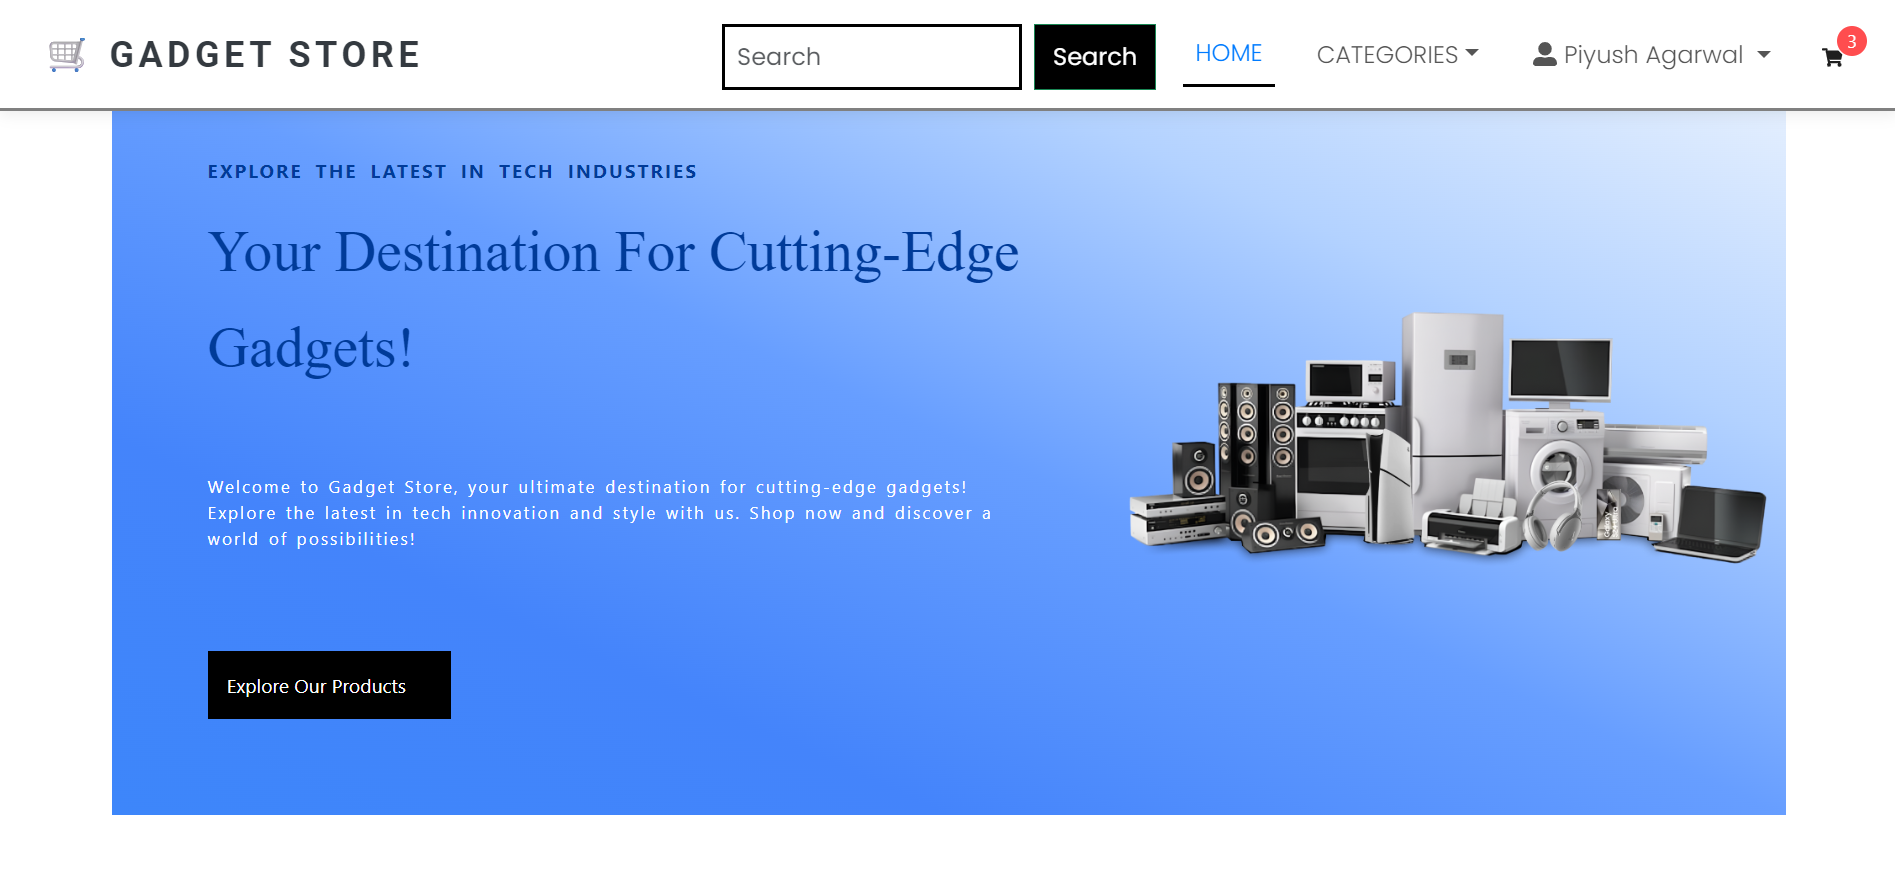 GADGET STORE
Search
Search
HOME
CATEGORIES
Piyush Agarwal
3
EXPLORE THE LATEST IN TECH INDUSTRIES
Your Destination For Cutting-Edge
Gadgets!
Welcome to Gadget Store, your ultimate destination for cutting-edge gadgets!
Explore the latest in tech innovation and style with us. Shop now and discover a
world of possibilities!
Explore Our Products